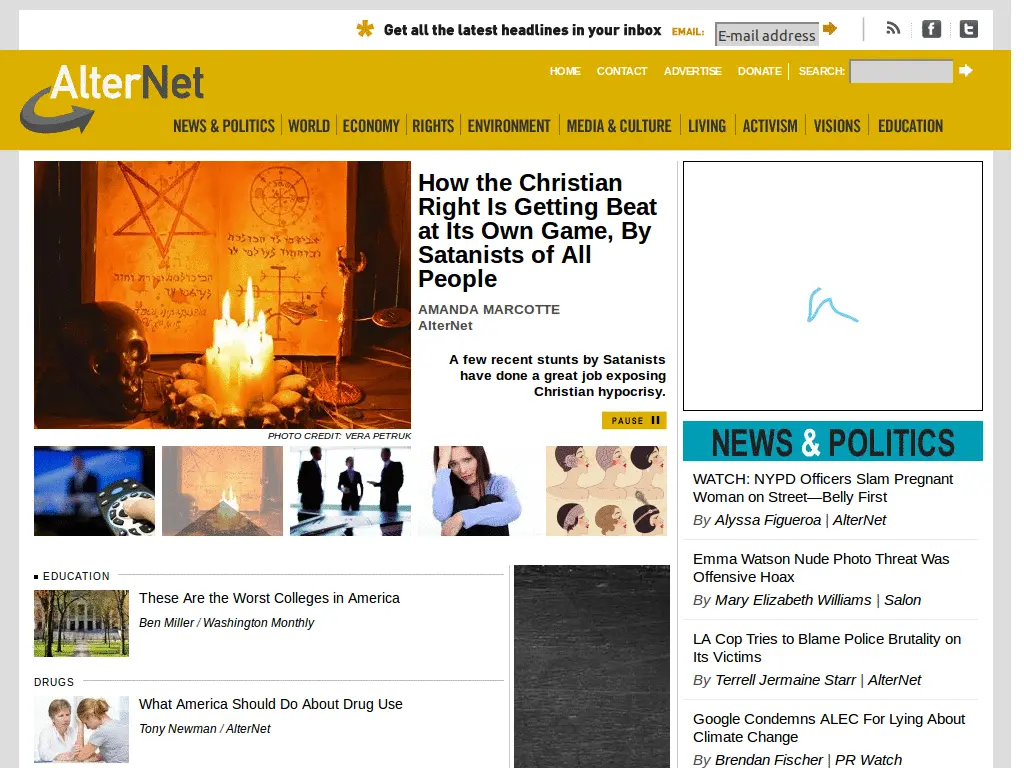 Get all the latest headlines in your inbox
EMAIL:
E-mail address
f
t
AlterNet
HOME CONTACT ADVERTISE DONATE SEARCH:
NEWS & POLITICS WORLD ECONOMY RIGHTS ENVIRONMENT MEDIA & CULTURE LIVING ACTIVISM VISIONS EDUCATION
How the Christian
Right Is Getting Beat
at Its Own Game, By
Satanists of All
People
AMANDA MARCOTTE
AlterNet
A few recent stunts by Satanists
have done a great job exposing
Christian hypocrisy.
PAUSE
PHOTO CREDIT: VERA PETRUK
EDUCATION
These Are the Worst Colleges in America
Ben Miller / Washington Monthly
DRUGS
What America Should Do About Drug Use
Tony Newman / AlterNet
NEWS & POLITICS
WATCH: NYPD Officers Slam Pregnant
Woman on Street—Belly First
By Alyssa Figueroa | AlterNet
Emma Watson Nude Photo Threat Was
Offensive Hoax
By Mary Elizabeth Williams | Salon
LA Cop Tries to Blame Police Brutality on
Its Victims
By Terrell Jermaine Starr | AlterNet
Google Condemns ALEC For Lying About
Climate Change
By Brendan Fischer | PR Watch